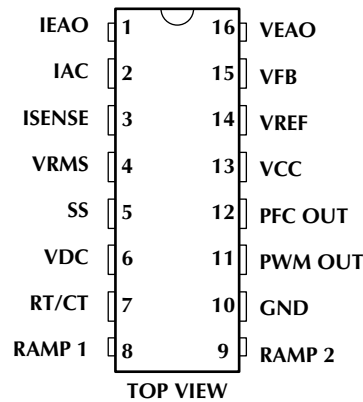 IEAO 1 16 VEAO
IAC 2 15 VFB
ISENSE 3 14 VREF
VRMS 4 13 VCC
SS 5 12 PFC OUT
VDC 6 11 PWM OUT
RT/CT 7 10 GND
RAMP 1 8 9 RAMP 2
TOP VIEW